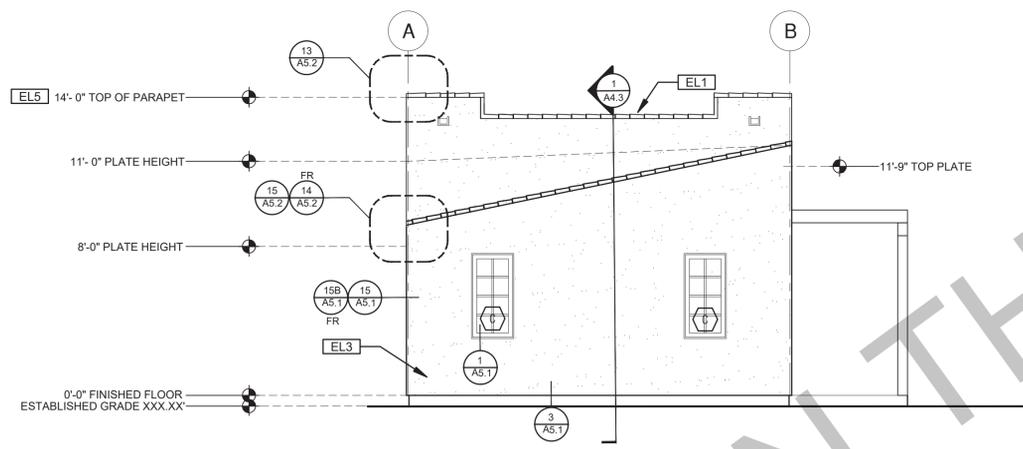 A
B
13
A5.2
1
A4.3
EL1
EL5
14'- 0" TOP OF PARAPET
11'- 0" PLATE HEIGHT
11'-9" TOP PLATE
FR
15
A5.2
14
A5.2
8'-0" PLATE HEIGHT
15B
A5.1
15
A5.1
FR
C
C
EL3
1
A5.1
0'-0" FINISHED FLOOR
ESTABLISHED GRADE XXX.XX'
3
A5.1
N TH